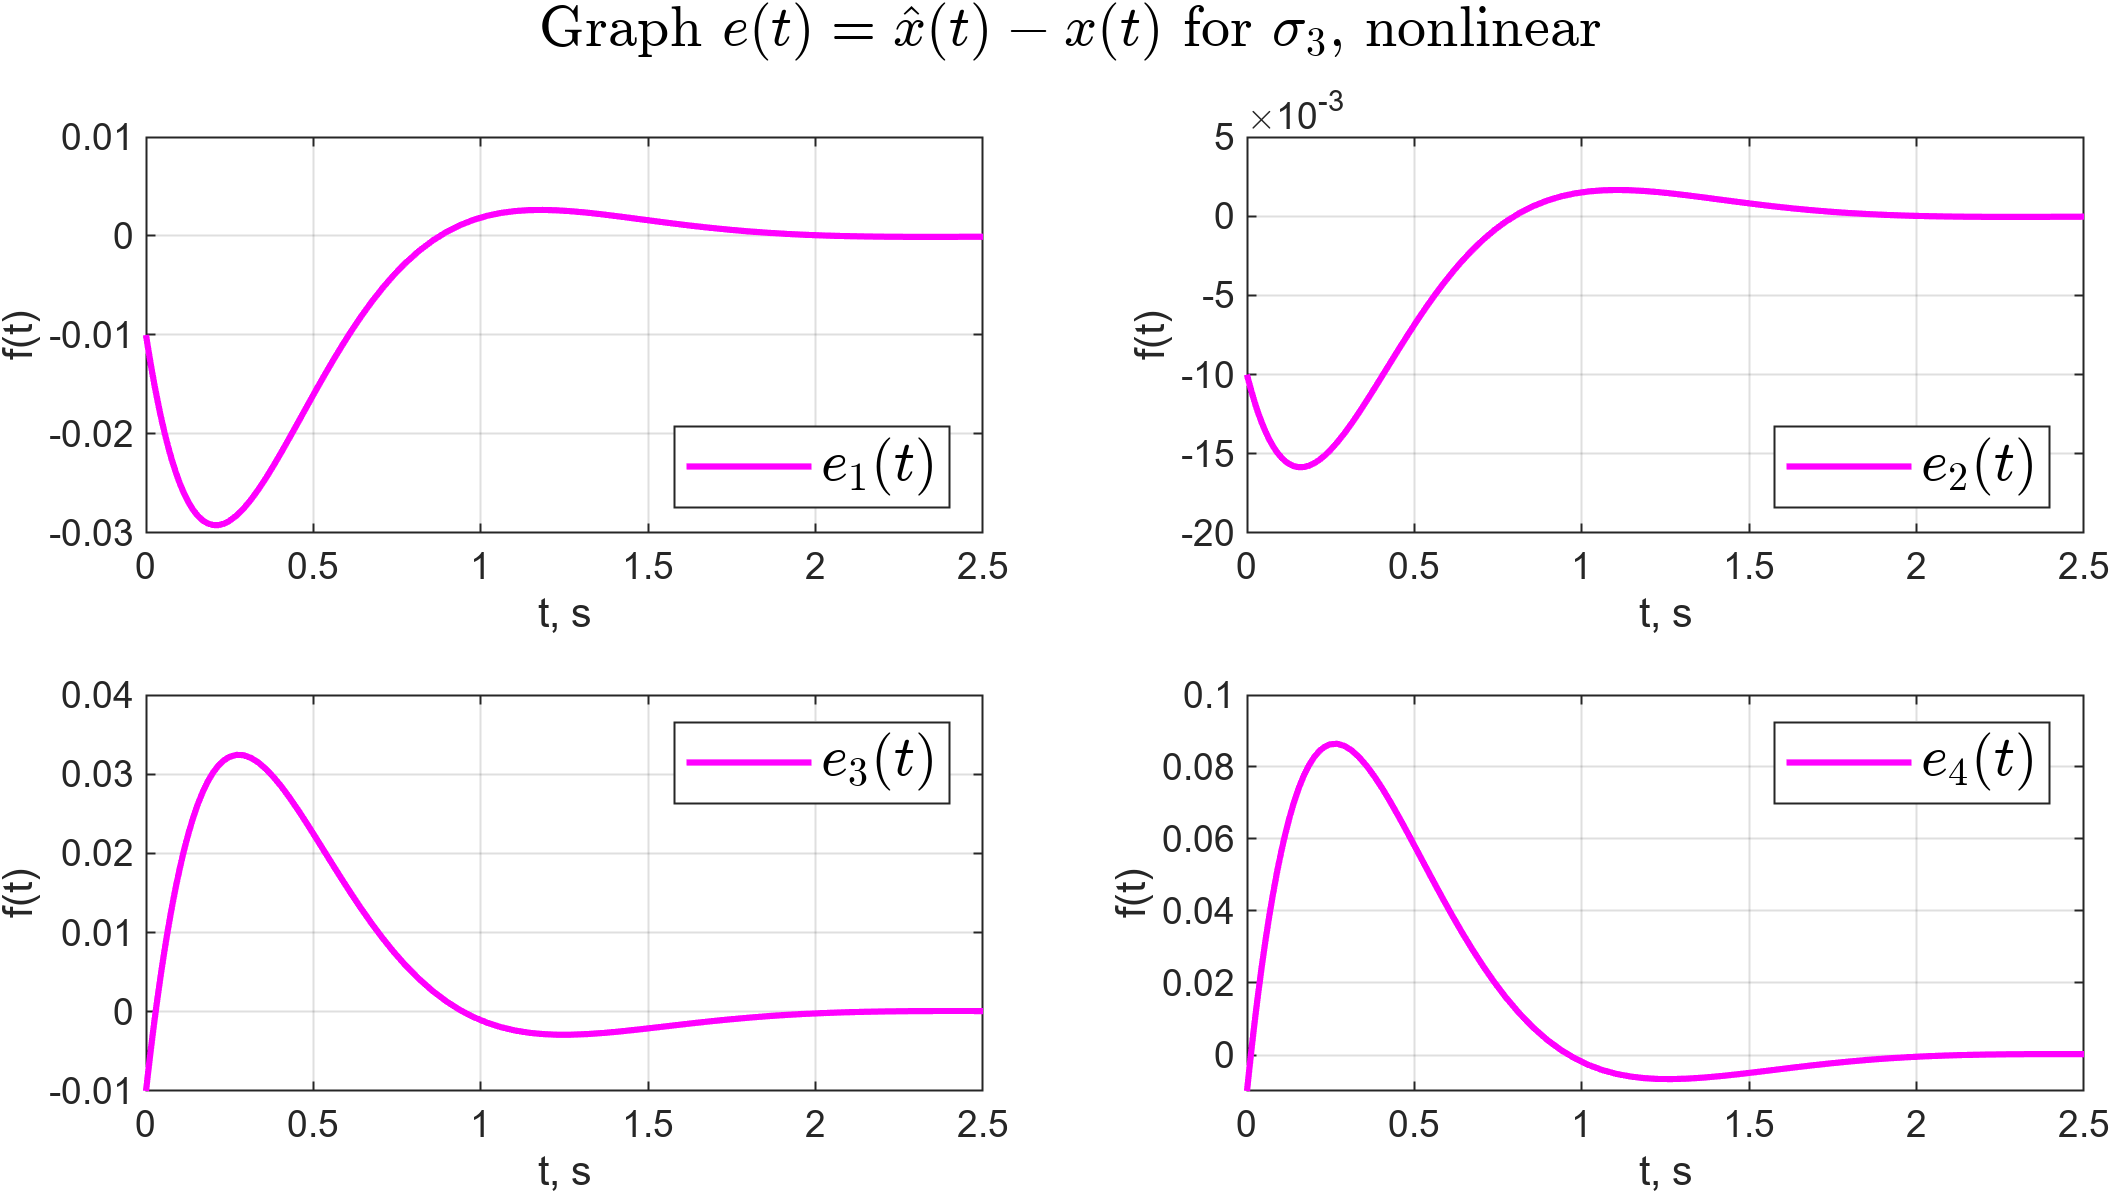 Graph e(t) = x̂(t) − x(t) for σ₃, nonlinear
0.01
0
-0.01
-0.02
-0.03
f(t)
e₁(t)
0 0.5 1 1.5 2 2.5
t, s
×10⁻³
5
0
-5
-10
-15
-20
f(t)
e₂(t)
0 0.5 1 1.5 2 2.5
t, s
0.04
0.03
0.02
0.01
0
-0.01
f(t)
e₃(t)
0 0.5 1 1.5 2 2.5
t, s
0.1
0.08
0.06
0.04
0.02
0
f(t)
e₄(t)
0 0.5 1 1.5 2 2.5
t, s